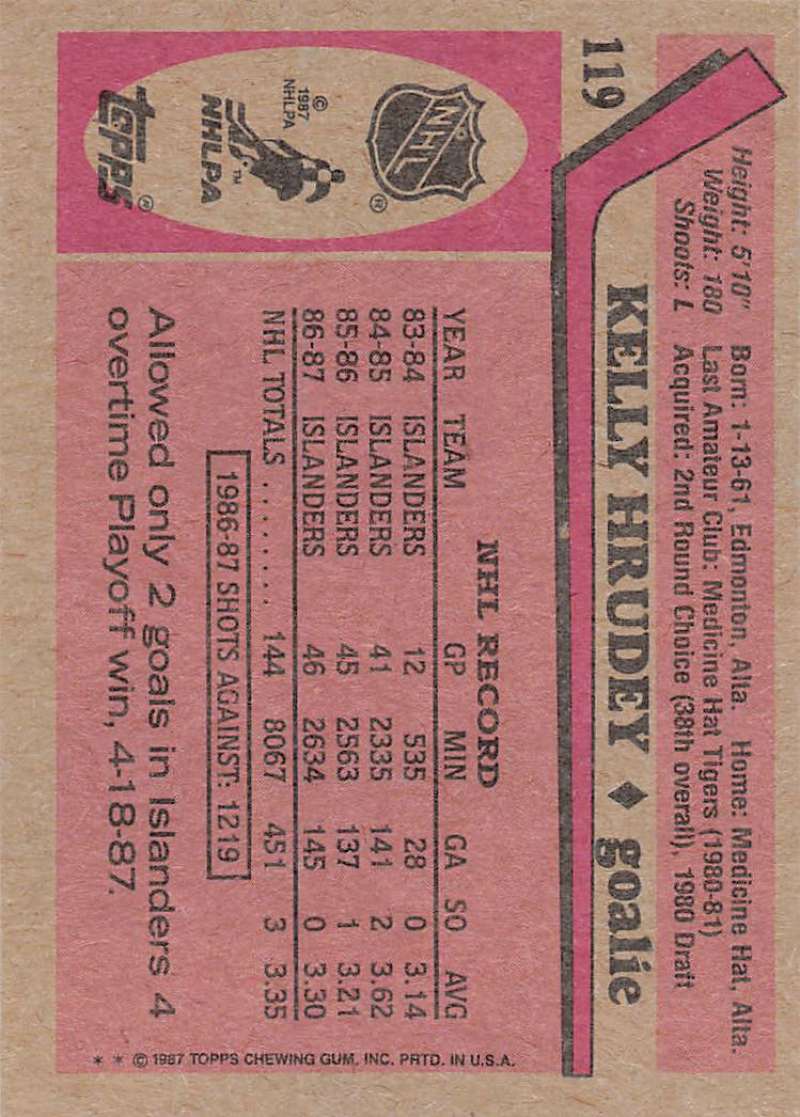 119
KELLY HRUDEY ♦ goalie
Height: 5'10" Born: 1-13-61, Edmonton, Alta. Home: Medicine Hat, Alta.
Weight: 180 Last Amateur Club: Medicine Hat Tigers (1980-81)
Shoots: L Acquired: 2nd Round Choice (38th overall), 1980 Draft
NHL
®
© 1987
NHLPA
NHLPA
™
TOPPS
®
NHL RECORD
YEAR TEAM GP MIN GA SO AVG
83-84 ISLANDERS 12 535 28 0 3.14
84-85 ISLANDERS 41 2335 141 2 3.62
85-86 ISLANDERS 45 2563 137 1 3.21
86-87 ISLANDERS 46 2634 145 0 3.30
NHL TOTALS ........ 144 8067 451 3 3.35
1986-87 SHOTS AGAINST: 1219
Allowed only 2 goals in Islanders 4
overtime Playoff win, 4-18-87.
* * © 1987 TOPPS CHEWING GUM, INC. PRTD. IN U.S.A.